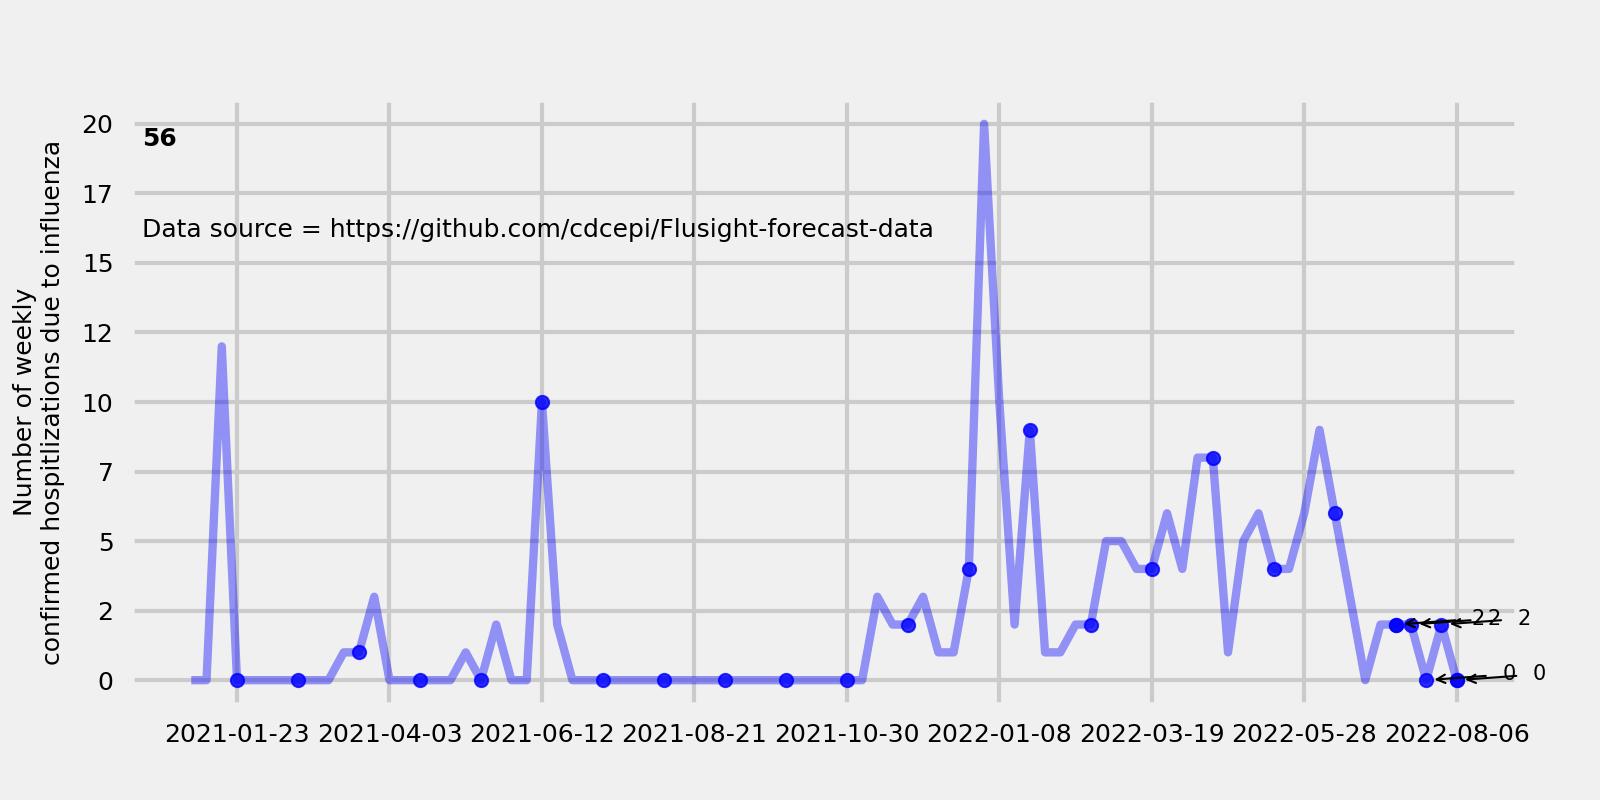 20
56
17
Data source = https://github.com/cdcepi/Flusight-forecast-data
15
12
10
7
5
2
0
Number of weekly
confirmed hospitlizations due to influenza
2 2 2
0 0
2021-01-23 2021-04-03 2021-06-12 2021-08-21 2021-10-30 2022-01-08 2022-03-19 2022-05-28 2022-08-06